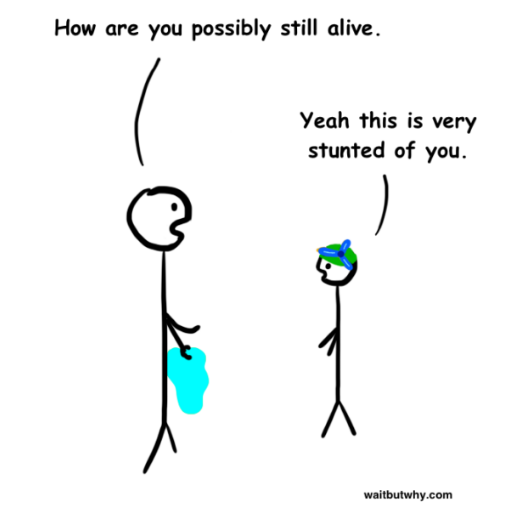 How are you possibly still alive.
Yeah this is very
stunted of you.
waitbutwhy.com